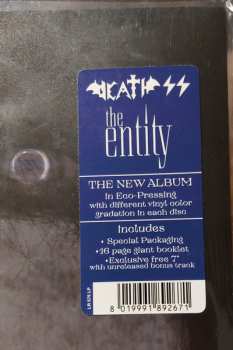 DEATH SS
the
entity
THE NEW ALBUM
in Eco-Pressing
with different vinyl color
gradation in each disc
Includes
• Special Packaging
• 16 page giant booklet
• Exclusive free 7"
with unreleased bonus track
8 019991 892671